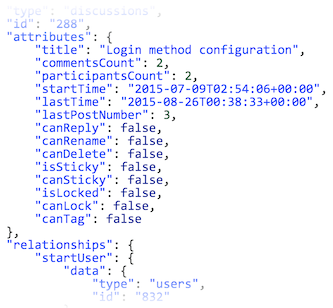 "type": "discussions",
"id": "288",
"attributes": {
"title": "Login method configuration",
"commentsCount": 2,
"participantsCount": 2,
"startTime": "2015-07-09T02:54:06+00:00",
"lastTime": "2015-08-26T00:38:33+00:00",
"lastPostNumber": 3,
"canReply": false,
"canRename": false,
"canDelete": false,
"isSticky": false,
"canSticky": false,
"isLocked": false,
"canLock": false,
"canTag": false
},
"relationships": {
"startUser": {
"data": {
"type": "users",
"id": "832"